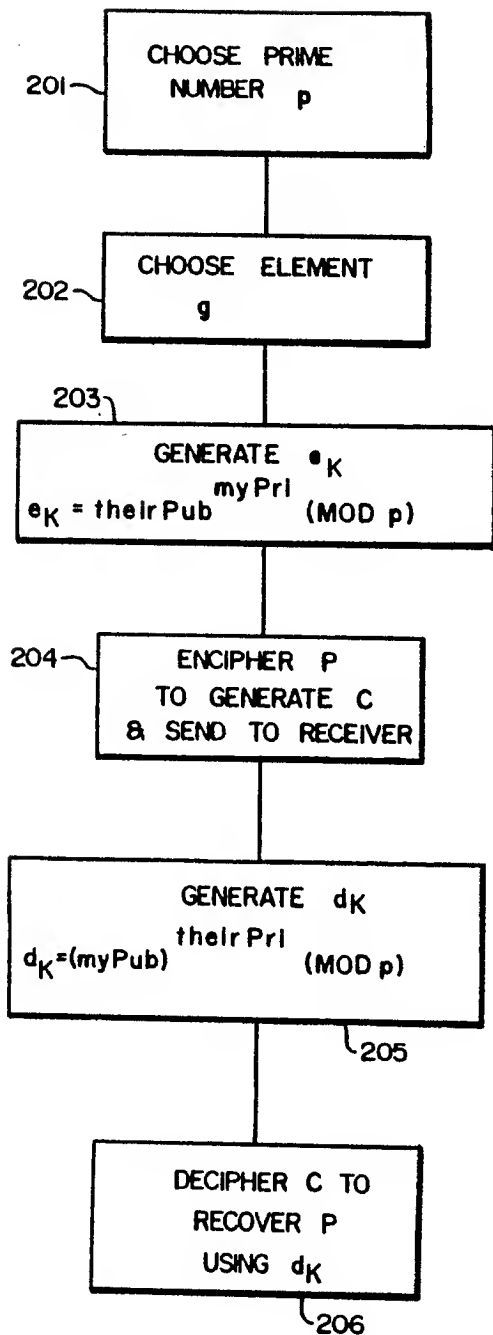 201
CHOOSE PRIME
NUMBER p
202
CHOOSE ELEMENT
g
203
GENERATE eK
myPri
eK = theirPub (MOD p)
204
ENCIPHER P
TO GENERATE C
& SEND TO RECEIVER
GENERATE dK
theirPri
dK=(myPub) (MOD p)
205
DECIPHER C TO
RECOVER P
USING dK
206